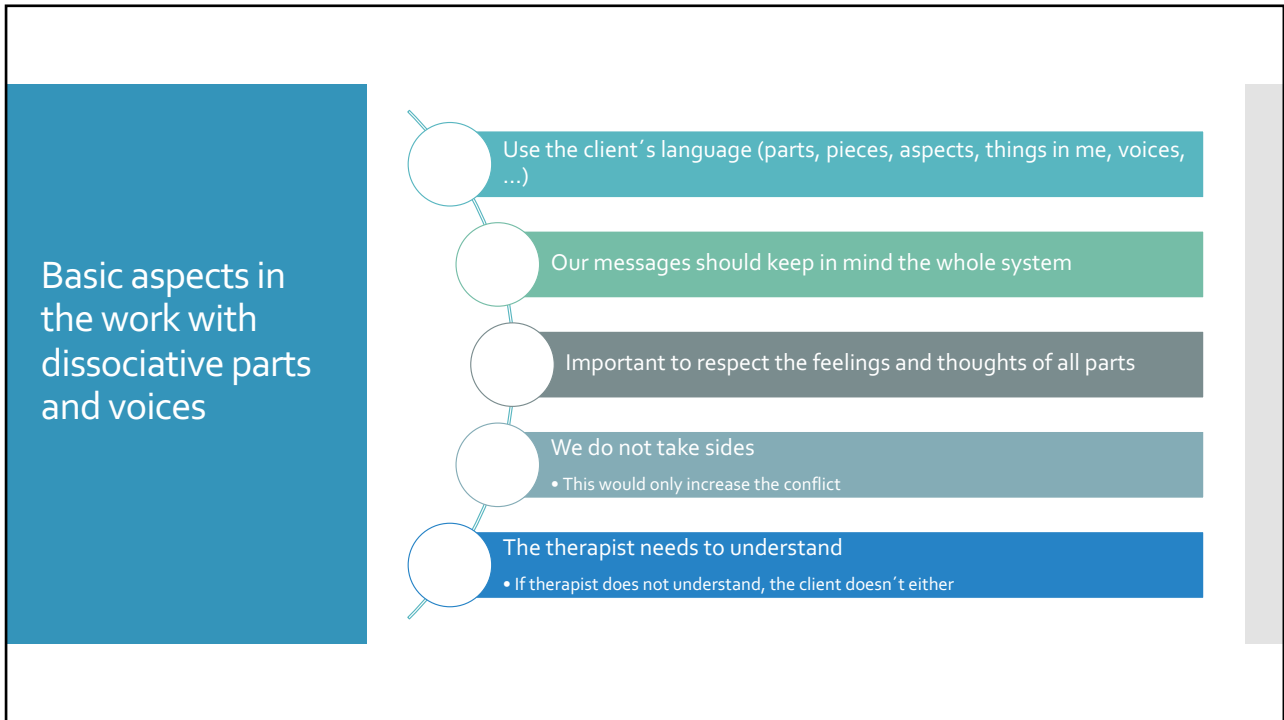 Basic aspects in
the work with
dissociative parts
and voices
Use the client´s language (parts, pieces, aspects, things in me, voices,
…)
Our messages should keep in mind the whole system
Important to respect the feelings and thoughts of all parts
We do not take sides
• This would only increase the conflict
The therapist needs to understand
• If therapist does not understand, the client doesn´t either